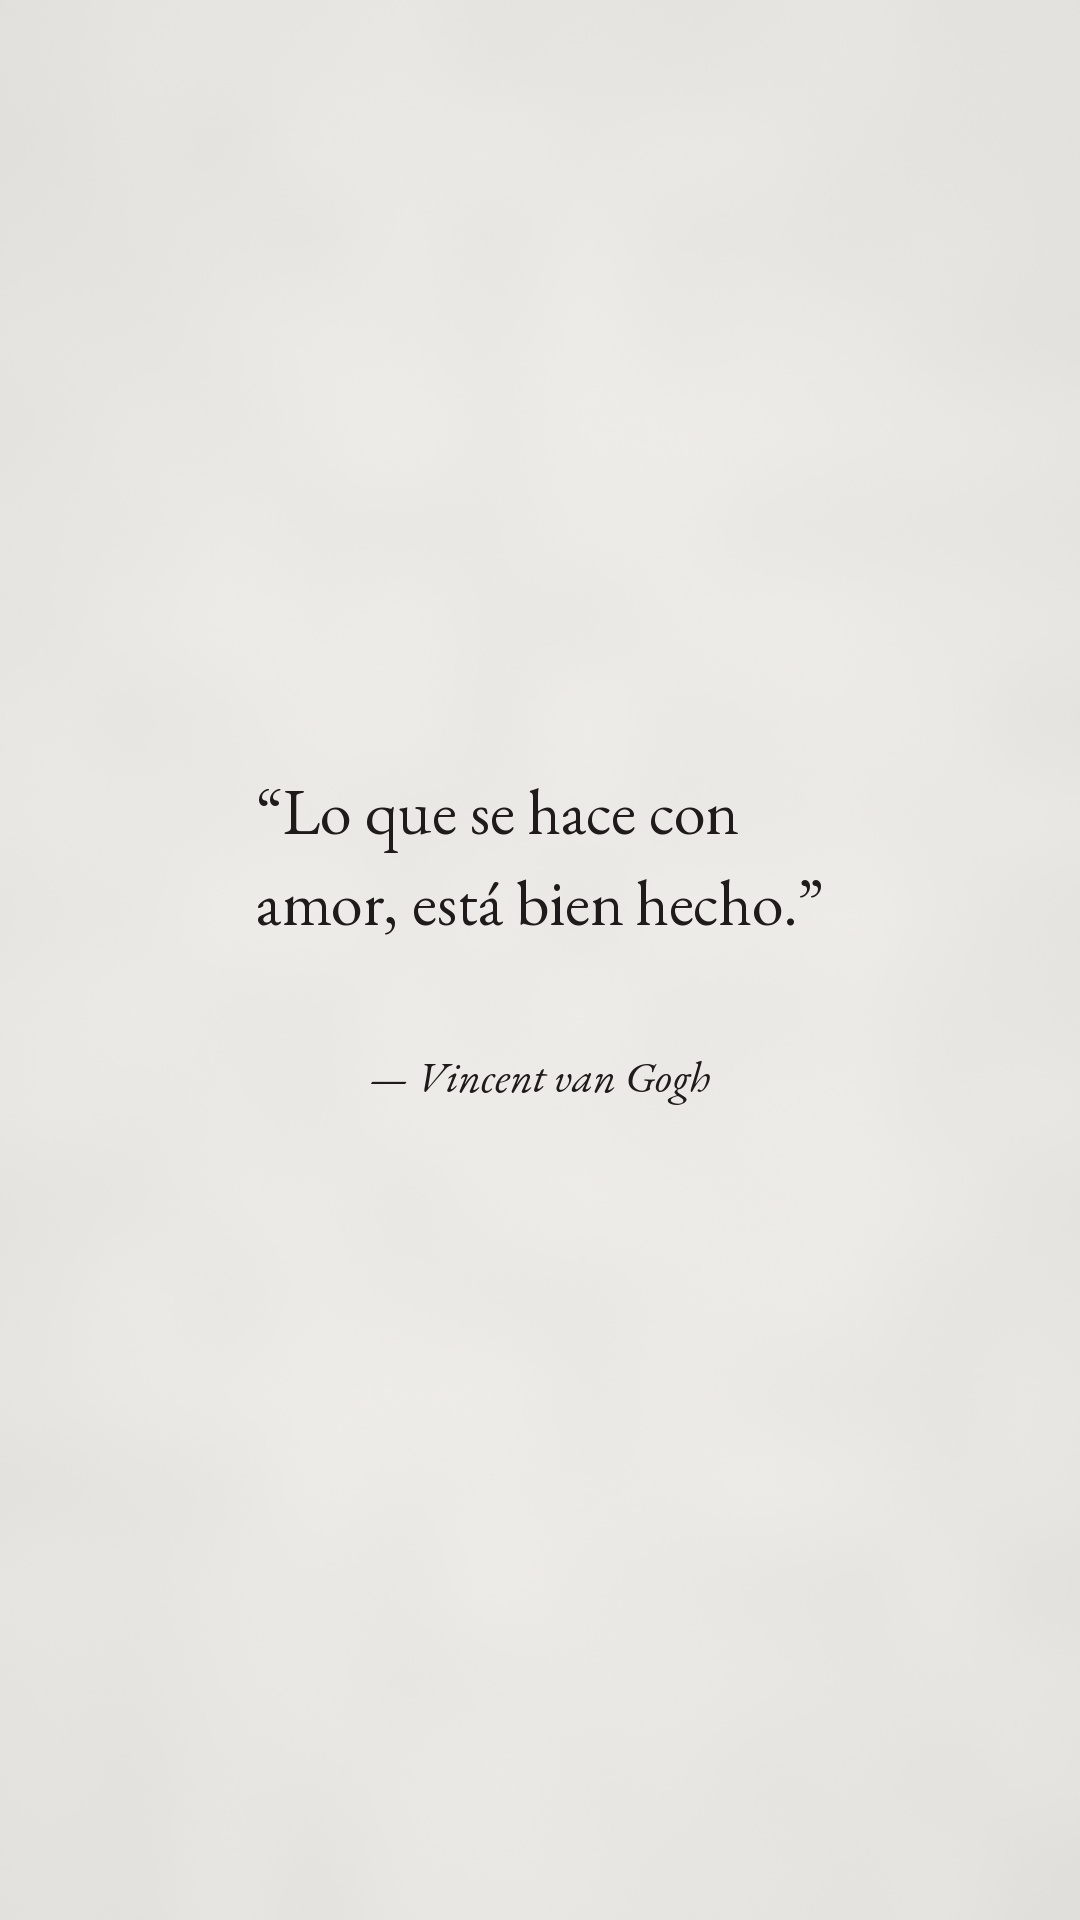 “Lo que se hace con
amor, está bien hecho.”
— Vincent van Gogh